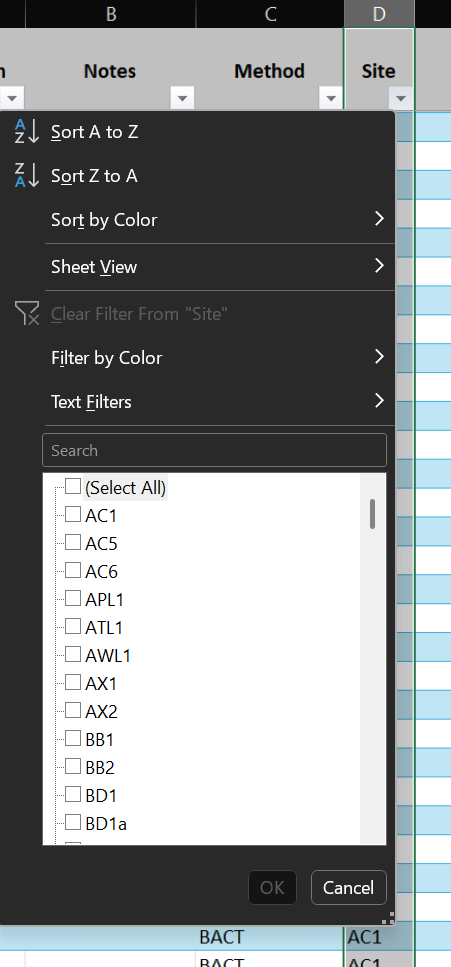 B C D
n Notes Method Site
Sort A to Z
Sort Z to A
Sort by Color
Sheet View
Clear Filter From "Site"
Filter by Color
Text Filters
Search
(Select All)
AC1
AC5
AC6
APL1
ATL1
AWL1
AX1
AX2
BB1
BB2
BD1
BD1a
OK Cancel
BACT AC1
BACT AC1